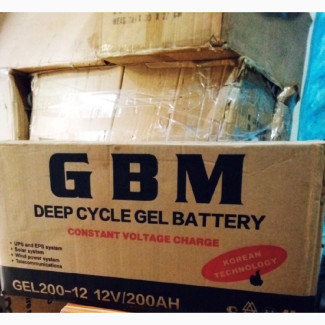 GBM
DEEP CYCLE GEL BATTERY
CONSTANT VOLTAGE CHARGE
• UPS and EPS system
• Solar system
• Wind power system
• Telecommunications
KOREAN
TECHNOLOGY
GEL200-12 12V/200AH